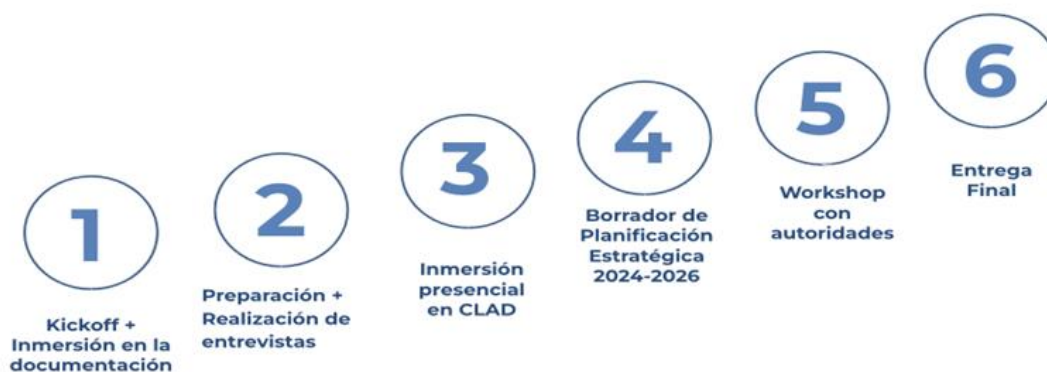 1
Kickoff +
Inmersión en la
documentación
2
Preparación +
Realización de
entrevistas
3
Inmersión
presencial
en CLAD
4
Borrador de
Planificación
Estratégica
2024-2026
5
Workshop
con
autoridades
6
Entrega
Final